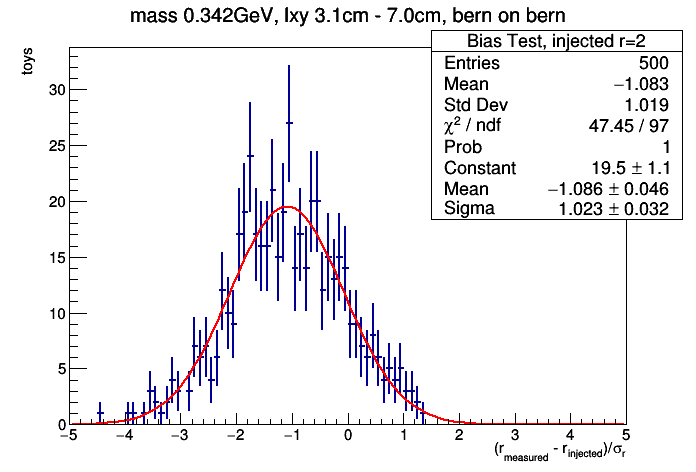 mass 0.342GeV, lxy 3.1cm - 7.0cm, bern on bern
Bias Test, injected r=2
Entries 500
Mean −1.083
Std Dev 1.019
χ² / ndf 47.45 / 97
Prob 1
Constant 19.5 ± 1.1
Mean −1.086 ± 0.046
Sigma 1.023 ± 0.032
toys
30
25
20
15
10
5
0
−5 −4 −3 −2 −1 0 1 2 3 4 5
(r_measured - r_injected)/σ_r